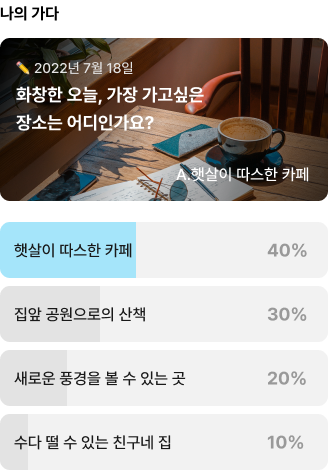 나의 가다
✏️ 2022년 7월 18일
화창한 오늘, 가장 가고싶은
장소는 어디인가요?
A.햇살이 따스한 카페
햇살이 따스한 카페 40%
집앞 공원으로의 산책 30%
새로운 풍경을 볼 수 있는 곳 20%
수다 떨 수 있는 친구네 집 10%